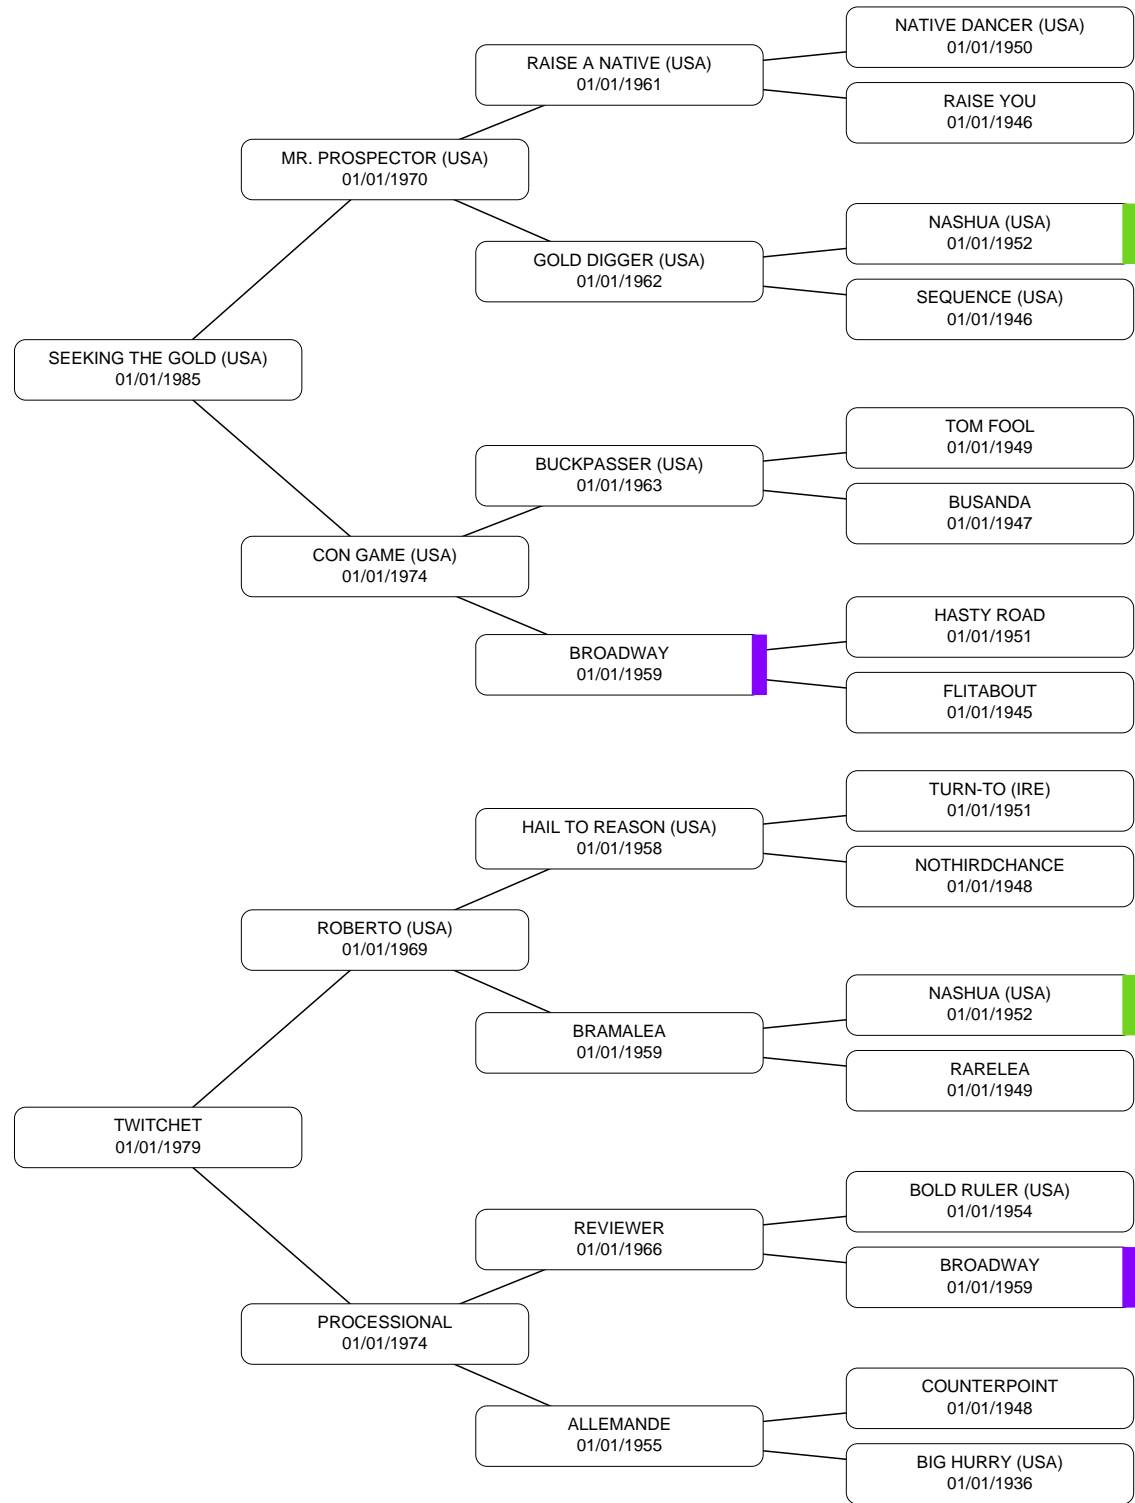 NATIVE DANCER (USA)
01/01/1950
RAISE A NATIVE (USA)
01/01/1961
RAISE YOU
01/01/1946
MR. PROSPECTOR (USA)
01/01/1970
NASHUA (USA)
01/01/1952
GOLD DIGGER (USA)
01/01/1962
SEQUENCE (USA)
01/01/1946
SEEKING THE GOLD (USA)
01/01/1985
TOM FOOL
01/01/1949
BUCKPASSER (USA)
01/01/1963
BUSANDA
01/01/1947
CON GAME (USA)
01/01/1974
HASTY ROAD
01/01/1951
BROADWAY
01/01/1959
FLITABOUT
01/01/1945
TURN-TO (IRE)
01/01/1951
HAIL TO REASON (USA)
01/01/1958
NOTHIRDCHANCE
01/01/1948
ROBERTO (USA)
01/01/1969
NASHUA (USA)
01/01/1952
BRAMALEA
01/01/1959
RARELEA
01/01/1949
TWITCHET
01/01/1979
BOLD RULER (USA)
01/01/1954
REVIEWER
01/01/1966
BROADWAY
01/01/1959
PROCESSIONAL
01/01/1974
COUNTERPOINT
01/01/1948
ALLEMANDE
01/01/1955
BIG HURRY (USA)
01/01/1936